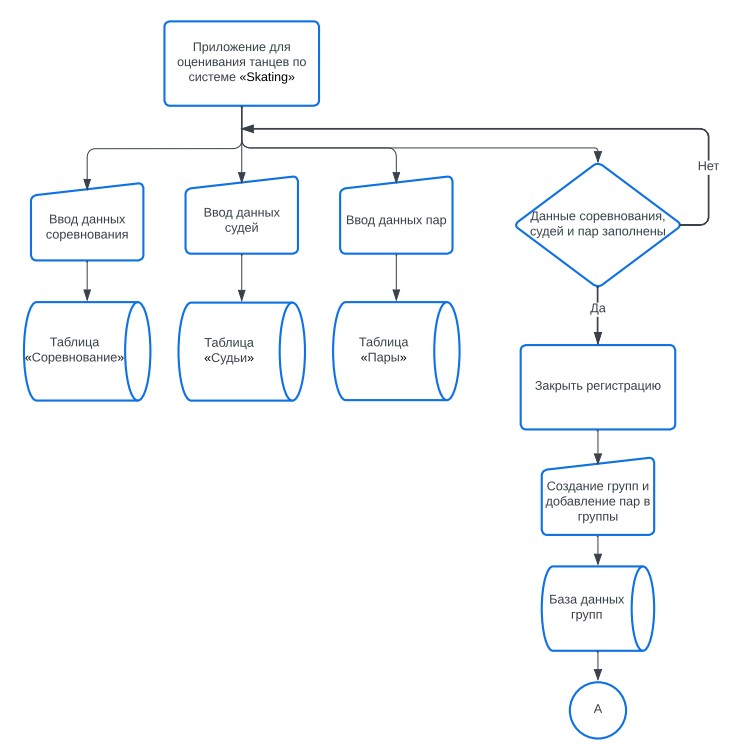 Приложение для
оценивания танцев по
системе «Skating»
Нет
Ввод данных
соревнования
Ввод данных
судей
Ввод данных пар
Данные соревнования,
судей и пар заполнены
Да
Таблица
«Соревнование»
Таблица
«Судьи»
Таблица
«Пары»
Закрыть регистрацию
Создание групп и
добавление пар в
группы
База данных
групп
А